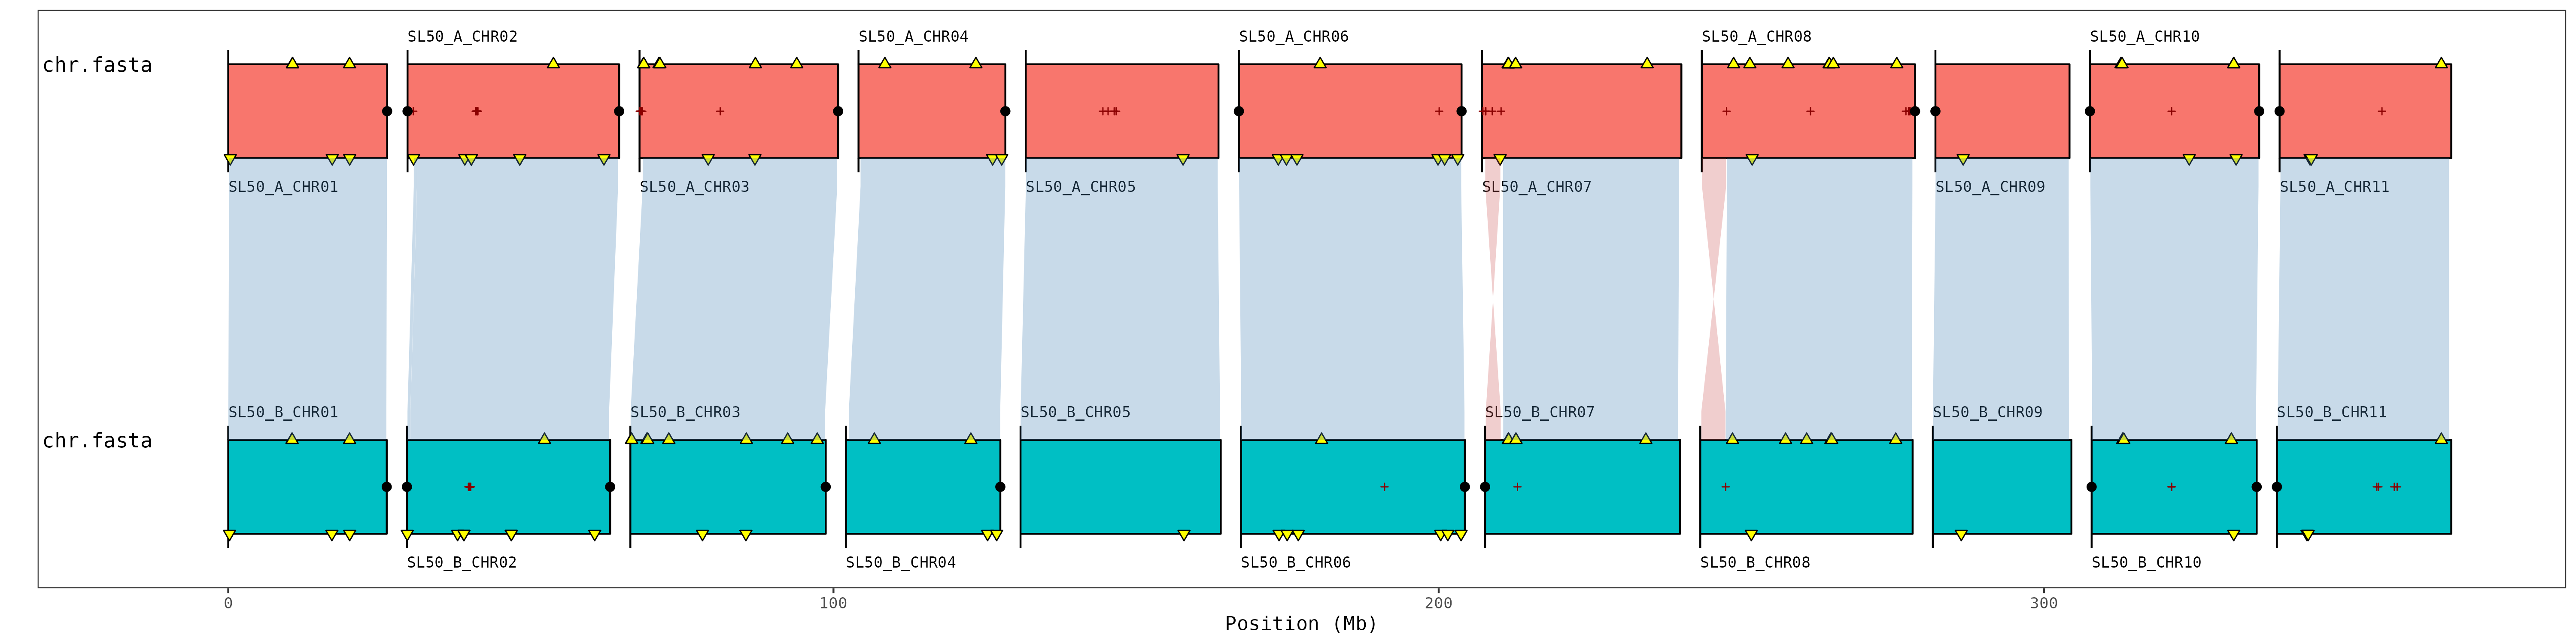 SL50_A_CHR02 SL50_A_CHR04 SL50_A_CHR06 SL50_A_CHR08 SL50_A_CHR10
chr.fasta
SL50_A_CHR01 SL50_A_CHR03 SL50_A_CHR05 SL50_A_CHR07 SL50_A_CHR09 SL50_A_CHR11
SL50_B_CHR01 SL50_B_CHR03 SL50_B_CHR05 SL50_B_CHR07 SL50_B_CHR09 SL50_B_CHR11
chr.fasta
SL50_B_CHR02 SL50_B_CHR04 SL50_B_CHR06 SL50_B_CHR08 SL50_B_CHR10
0 100 200 300
Position (Mb)